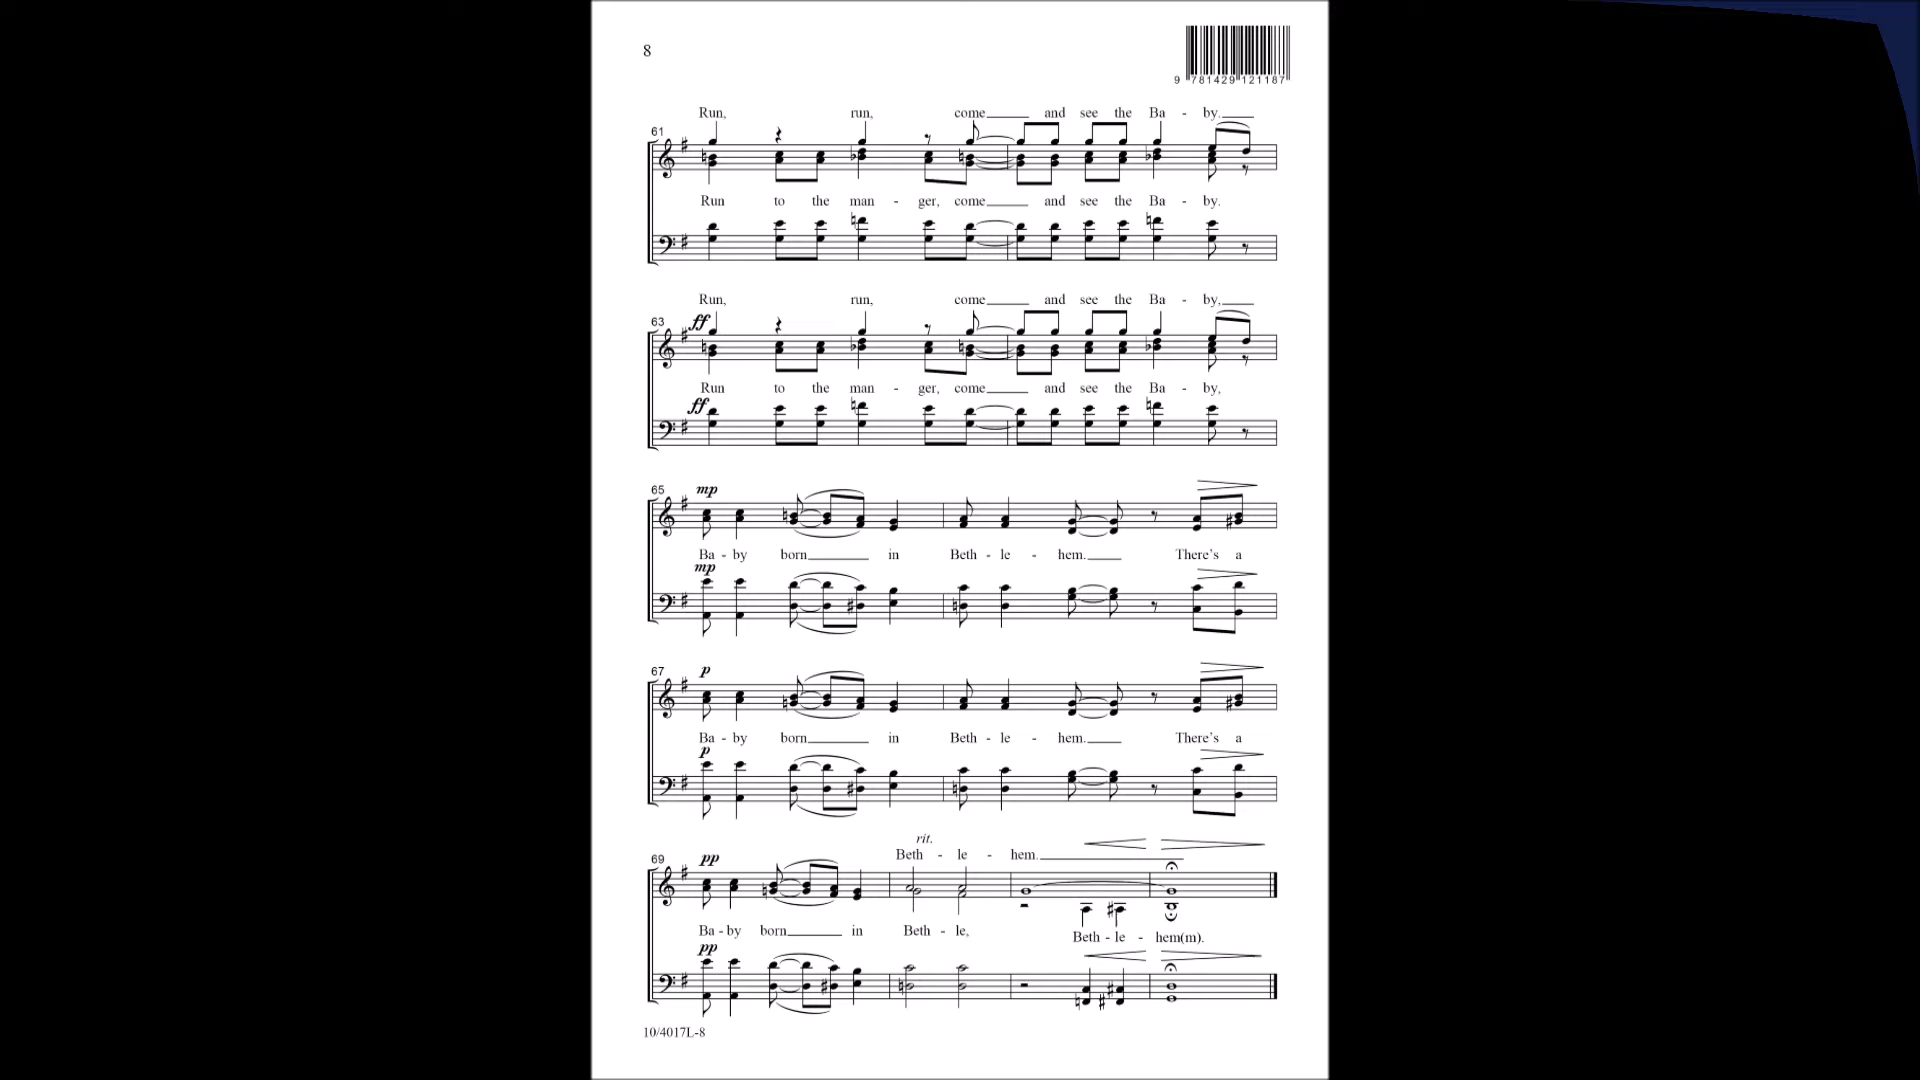 8
9 781429 121187
Run, run, come and see the Ba - by.
61
Run to the man - ger, come and see the Ba - by.
Run, run, come and see the Ba - by,
63 ff
Run to the man - ger, come and see the Ba - by,
ff
65 mp
Ba - by born in Beth - le - hem. There's a
mp
67 p
Ba - by born in Beth - le - hem. There's a
p
rit.
Beth - le - hem.
69 pp
Ba - by born in Beth - le, Beth - le - hem(m).
pp
10/4017L-8